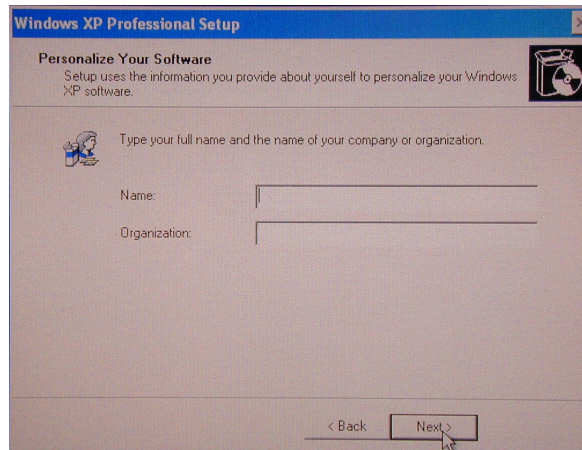 Windows XP Professional Setup
Personalize Your Software
Setup uses the information you provide about yourself to personalize your Windows
XP software.
Type your full name and the name of your company or organization.
Name:
Organization:
< Back
Next >